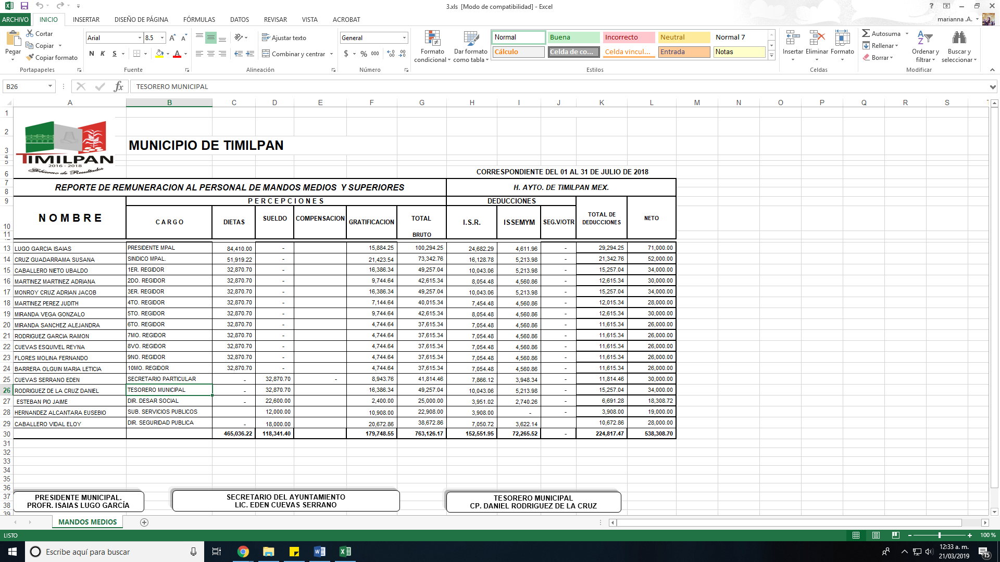 3.xls [Modo de compatibilidad] - Excel
ARCHIVO INICIO INSERTAR DISEÑO DE PÁGINA FÓRMULAS DATOS REVISAR VISTA ACROBAT marianna .A.
Pegar Cortar Copiar Copiar formato
Arial 8.5 N K S
Ajustar texto Combinar y centrar
General $ % 000
Formato condicional Dar formato como tabla
Normal Buena Incorrecto Neutral Normal 7
Cálculo Celda de co... Celda vincul... Entrada Notas
Insertar Eliminar Formato
Autosuma Rellenar Borrar Ordenar y filtrar Buscar y seleccionar
Portapapeles Fuente Alineación Número Estilos Celdas Modificar
B26 fx TESORERO MUNICIPAL
A B C D E F G H I J K L M N O P Q R S
TIMILPAN
2016 - 2018
Gobierno de Resultados
MUNICIPIO DE TIMILPAN
CORRESPONDIENTE DEL 01 AL 31 DE JULIO DE 2018
REPORTE DE REMUNERACION AL PERSONAL DE MANDOS MEDIOS Y SUPERIORES H. AYTO. DE TIMILPAN MEX.
P E R C E P C I O N E S DEDUCCIONES
N O M B R E C A R G O DIETAS SUELDO COMPENSACION GRATIFICACION TOTAL BRUTO I.S.R. ISSEMYM SEG.V/OTR TOTAL DE DEDUCCIONES NETO
13 LUGO GARCIA ISAIAS PRESIDENTE MPAL 84,410.00 - 15,884.25 100,294.25 24,682.29 4,611.96 - 29,294.25 71,000.00
14 CRUZ GUADARRAMA SUSANA SINDICO MPAL. 51,919.22 - 21,423.54 73,342.76 16,128.78 5,213.98 - 21,342.76 52,000.00
15 CABALLERO NIETO UBALDO 1ER. REGIDOR 32,870.70 - 16,386.34 49,257.04 10,043.06 5,213.98 - 15,257.04 34,000.00
16 MARTINEZ MARTINEZ ADRIANA 2DO. REGIDOR 32,870.70 - 9,744.64 42,615.34 8,054.48 4,560.86 - 12,615.34 30,000.00
17 MONROY CRUZ ADRIAN JACOB 3ER. REGIDOR 32,870.70 - 16,386.34 49,257.04 10,043.06 5,213.98 - 15,257.04 34,000.00
18 MARTINEZ PEREZ JUDITH 4TO. REGIDOR 32,870.70 - 7,144.64 40,015.34 7,454.48 4,560.86 - 12,015.34 28,000.00
19 MIRANDA VEGA GONZALO 5TO. REGIDOR 32,870.70 - 9,744.64 42,615.34 8,054.48 4,560.86 - 12,615.34 30,000.00
20 MIRANDA SANCHEZ ALEJANDRA 6TO. REGIDOR 32,870.70 - 4,744.64 37,615.34 7,054.48 4,560.86 - 11,615.34 26,000.00
21 RODRIGUEZ GARCIA RAMON 7MO. REGIDOR 32,870.70 - 4,744.64 37,615.34 7,054.48 4,560.86 - 11,615.34 26,000.00
22 CUEVAS ESQUIVEL REYNA 8VO. REGIDOR 32,870.70 - 4,744.64 37,615.34 7,054.48 4,560.86 - 11,615.34 26,000.00
23 FLORES MOLINA FERNANDO 9NO. REGIDOR 32,870.70 - 4,744.64 37,615.34 7,054.48 4,560.86 - 11,615.34 26,000.00
24 BARRERA OLGUIN MARIA LETICIA 10MO. REGIDOR 32,870.70 - 4,744.64 37,615.34 7,054.48 4,560.86 - 11,615.34 26,000.00
25 CUEVAS SERRANO EDEN SECRETARIO PARTICULAR - 32,870.70 - 8,943.76 41,814.46 7,866.12 3,948.34 - 11,814.46 30,000.00
26 RODRIGUEZ DE LA CRUZ DANIEL TESORERO MUNICIPAL - 32,870.70 16,386.34 49,257.04 10,043.06 5,213.98 - 15,257.04 34,000.00
27 ESTEBAN PIO JAIME DIR. DESAR SOCIAL - 22,600.00 2,400.00 25,000.00 3,951.02 2,740.26 - 6,691.28 18,308.72
28 HERNANDEZ ALCANTARA EUSEBIO SUB. SERVICIOS PUBLICOS 12,000.00 10,908.00 22,908.00 3,908.00 - - 3,908.00 19,000.00
29 CABALLERO VIDAL ELOY DIR. SEGURIDAD PUBLICA - 18,000.00 20,672.86 38,672.86 7,050.72 3,622.14 10,672.86 28,000.00
30 465,036.22 118,341.40 179,748.55 763,126.17 152,551.95 72,265.52 - 224,817.47 538,308.70
PRESIDENTE MUNICIPAL.
PROFR. ISAIAS LUGO GARCÍA
SECRETARIO DEL AYUNTAMIENTO
LIC. EDEN CUEVAS SERRANO
TESORERO MUNICIPAL
CP. DANIEL RODRIGUEZ DE LA CRUZ
MANDOS MEDIOS
LISTO 100 %
Escribe aquí para buscar
12:33 a. m.
21/03/2019
15